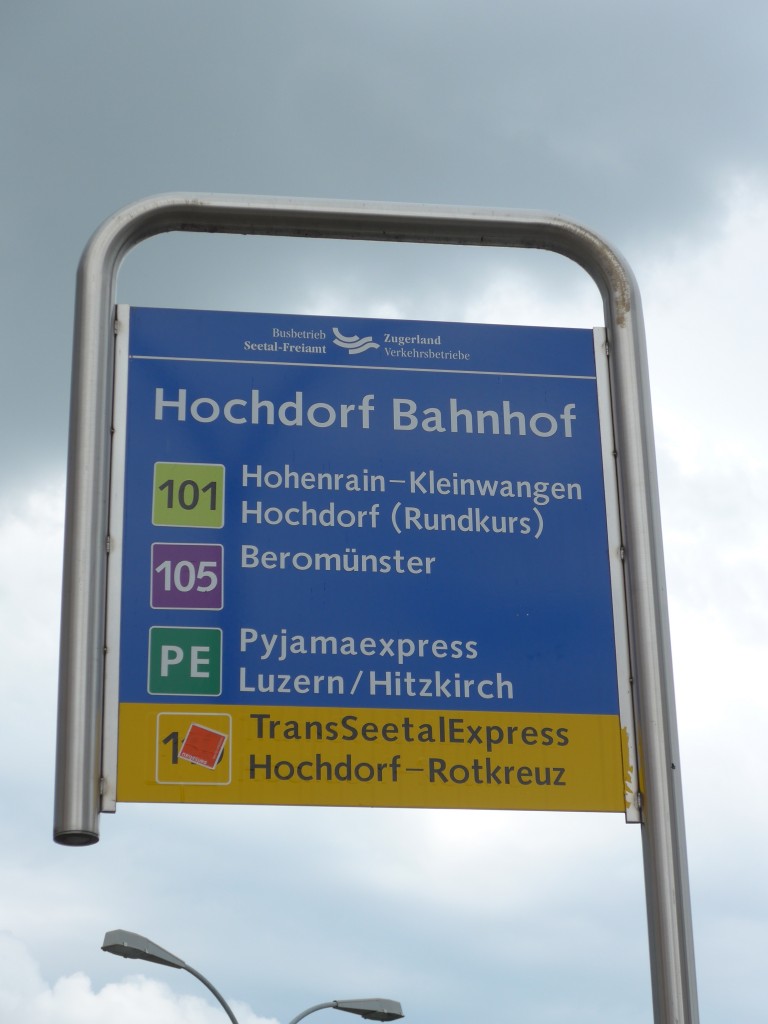 Busbetrieb
Seetal-Freiamt
Zugerland
Verkehrsbetriebe
Hochdorf Bahnhof
101 Hohenrain–Kleinwangen
Hochdorf (Rundkurs)
105 Beromünster
PE Pyjamaexpress
Luzern/Hitzkirch
TransSeetalExpress
Hochdorf–Rotkreuz